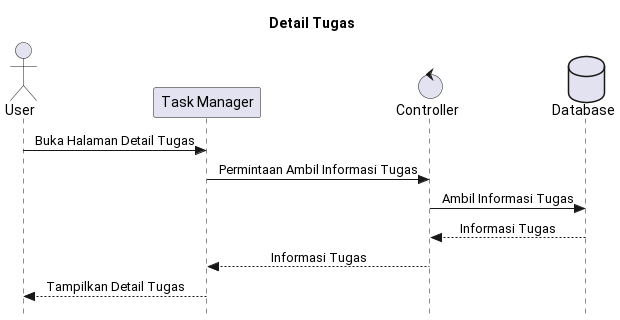 Detail Tugas
User
Task Manager
Controller
Database
Buka Halaman Detail Tugas
Permintaan Ambil Informasi Tugas
Ambil Informasi Tugas
Informasi Tugas
Informasi Tugas
Tampilkan Detail Tugas